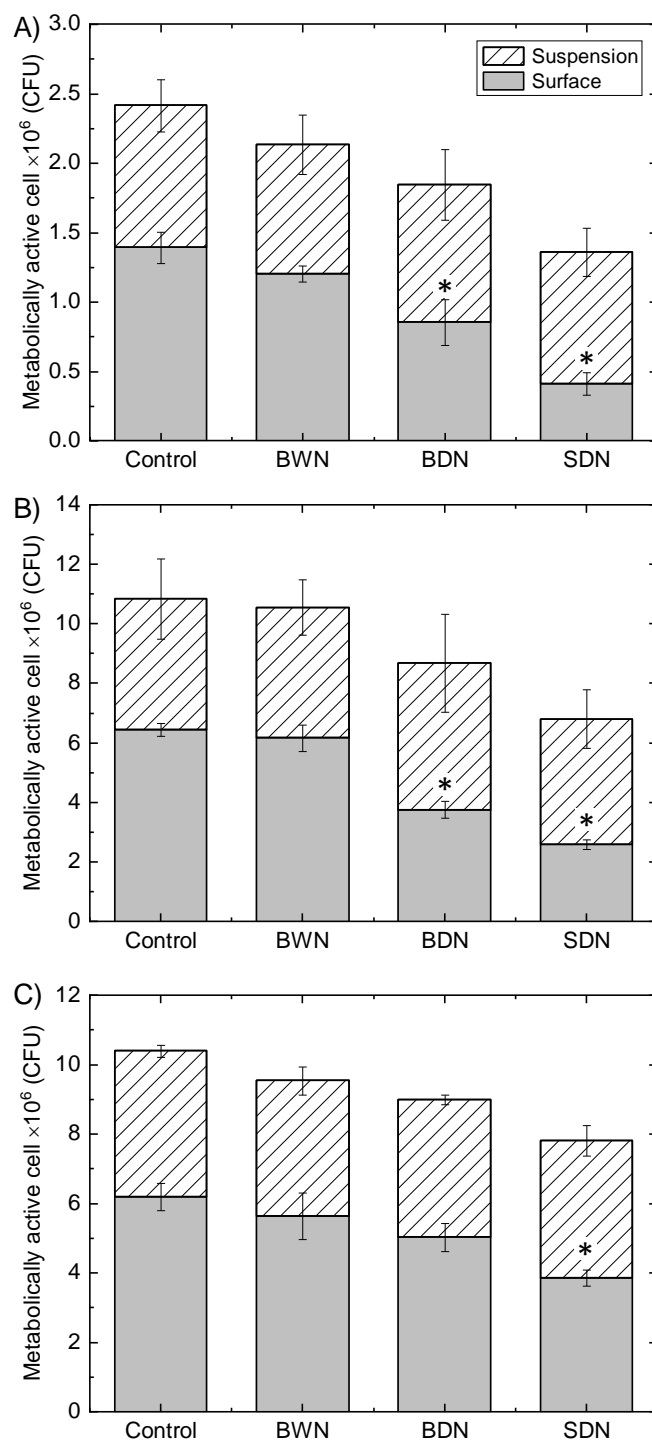 A)
Metabolically active cell ×10⁶ (CFU)
3.0
2.5
2.0
1.5
1.0
0.5
0.0
Suspension
Surface
*
*
Control BWN BDN SDN
B)
Metabolically active cell ×10⁶ (CFU)
14
12
10
8
6
4
2
0
*
*
Control BWN BDN SDN
C)
Metabolically active cell ×10⁶ (CFU)
12
10
8
6
4
2
0
*
Control BWN BDN SDN